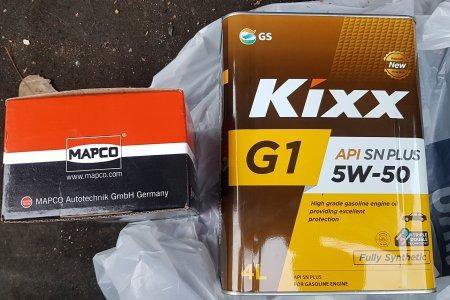 MAPCO
www.mapco.com
MAPCO Autotechnik GmbH Germany
GS
New
Kixx
G1
API SN PLUS
5W-50
High grade gasoline engine oil
providing excellent
protection
Fully Synthetic
4L
API SN PLUS
FOR GASOLINE ENGINE